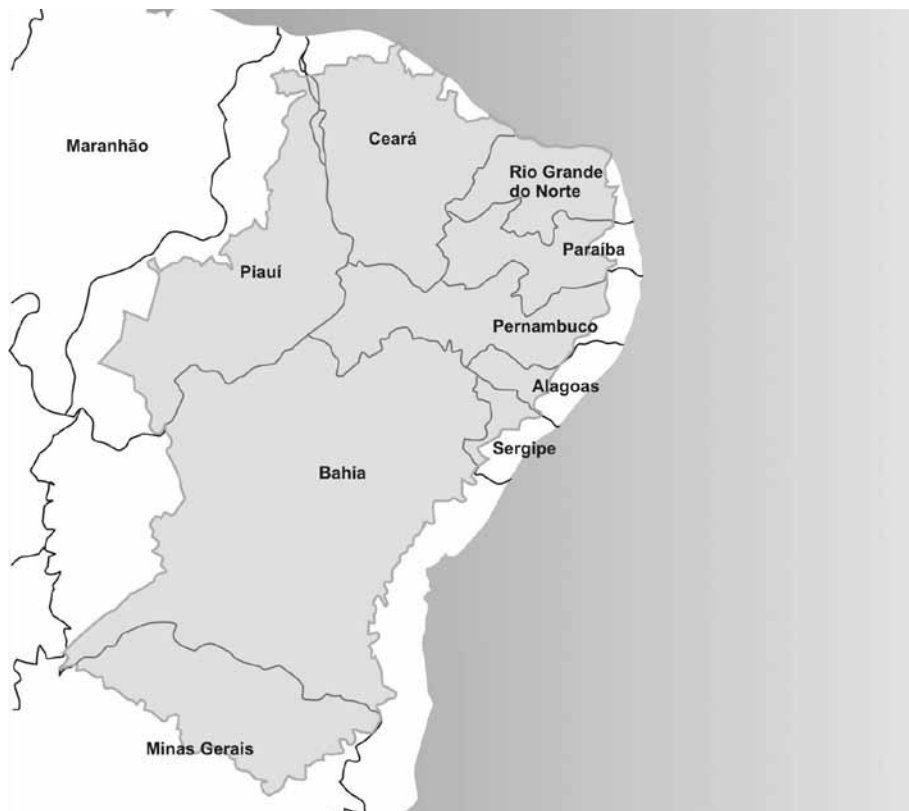 Maranhão
Ceará
Rio Grande
do Norte
Paraíba
Piauí
Pernambuco
Alagoas
Sergipe
Bahia
Minas Gerais